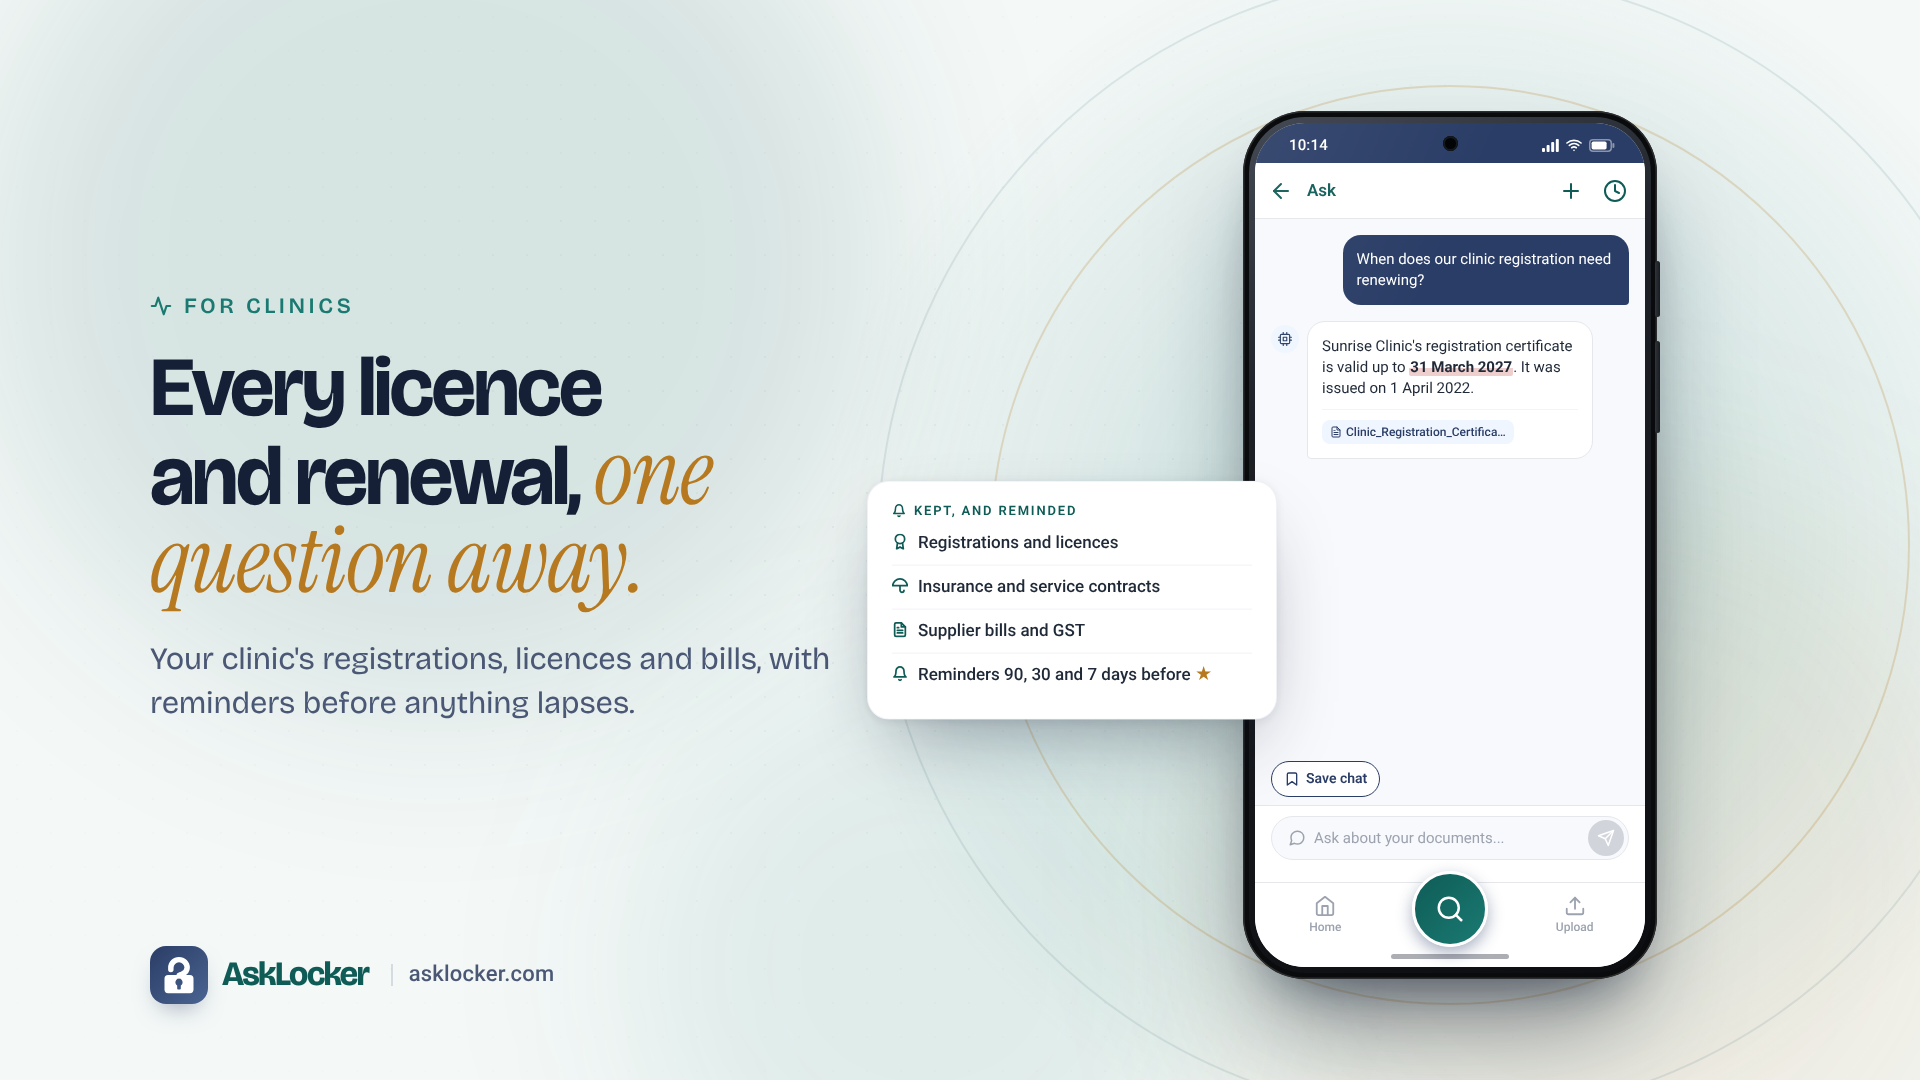 FOR CLINICS
Every licence
and renewal, one
question away.
Your clinic's registrations, licences and bills, with
reminders before anything lapses.
AskLocker
asklocker.com
KEPT, AND REMINDED
Registrations and licences
Insurance and service contracts
Supplier bills and GST
Reminders 90, 30 and 7 days before ★
10:14
Ask
When does our clinic registration need
renewing?
Sunrise Clinic's registration certificate
is valid up to 31 March 2027. It was
issued on 1 April 2022.
Clinic_Registration_Certifica...
Save chat
Ask about your documents...
Home
Upload